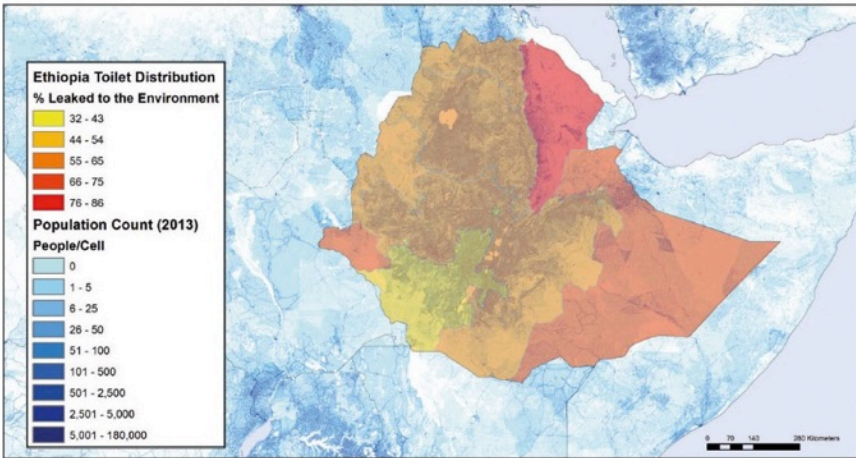 Ethiopia Toilet Distribution
% Leaked to the Environment
32 - 43
44 - 54
55 - 65
66 - 75
76 - 86
Population Count (2013)
People/Cell
0
1 - 5
6 - 25
26 - 50
51 - 100
101 - 500
501 - 2,500
2,501 - 5,000
5,001 - 180,000
0 70 140 280 Kilometers